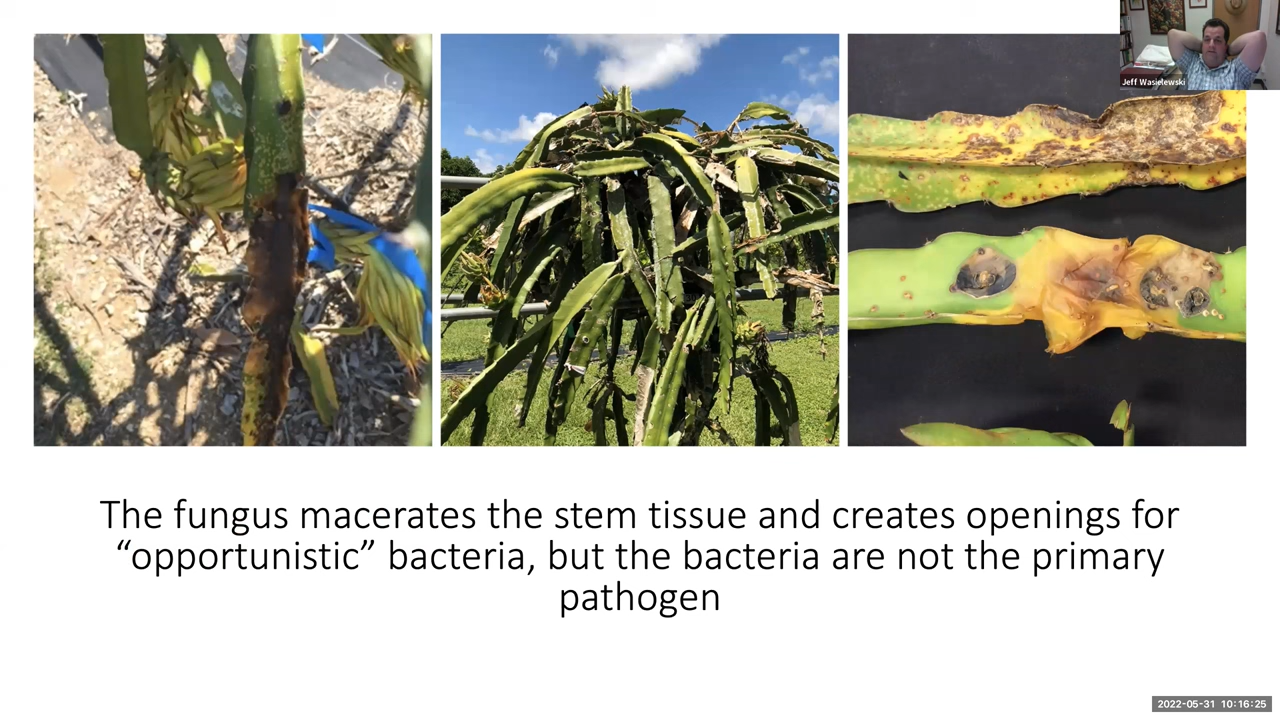 Jeff Wasielewski
The fungus macerates the stem tissue and creates openings for
“opportunistic” bacteria, but the bacteria are not the primary
pathogen
2022-05-31 10:16:25